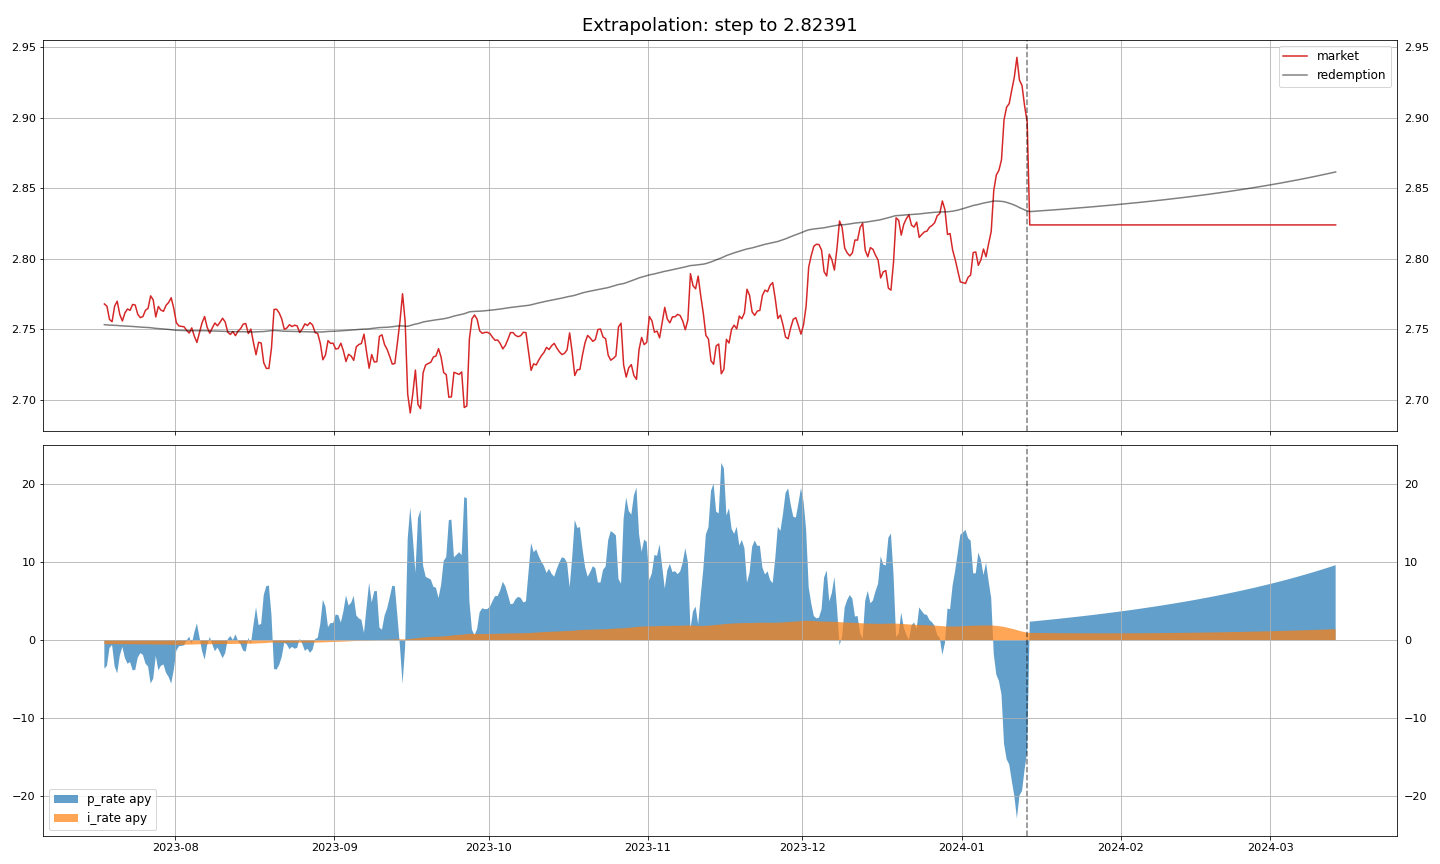 Extrapolation: step to 2.82391
2.95 2.95
market
redemption
2.90 2.90
2.85 2.85
2.80 2.80
2.75 2.75
2.70 2.70
20 20
10 10
0 0
−10 −10
−20 −20
p_rate apy
i_rate apy
2023-08 2023-09 2023-10 2023-11 2023-12 2024-01 2024-02 2024-03